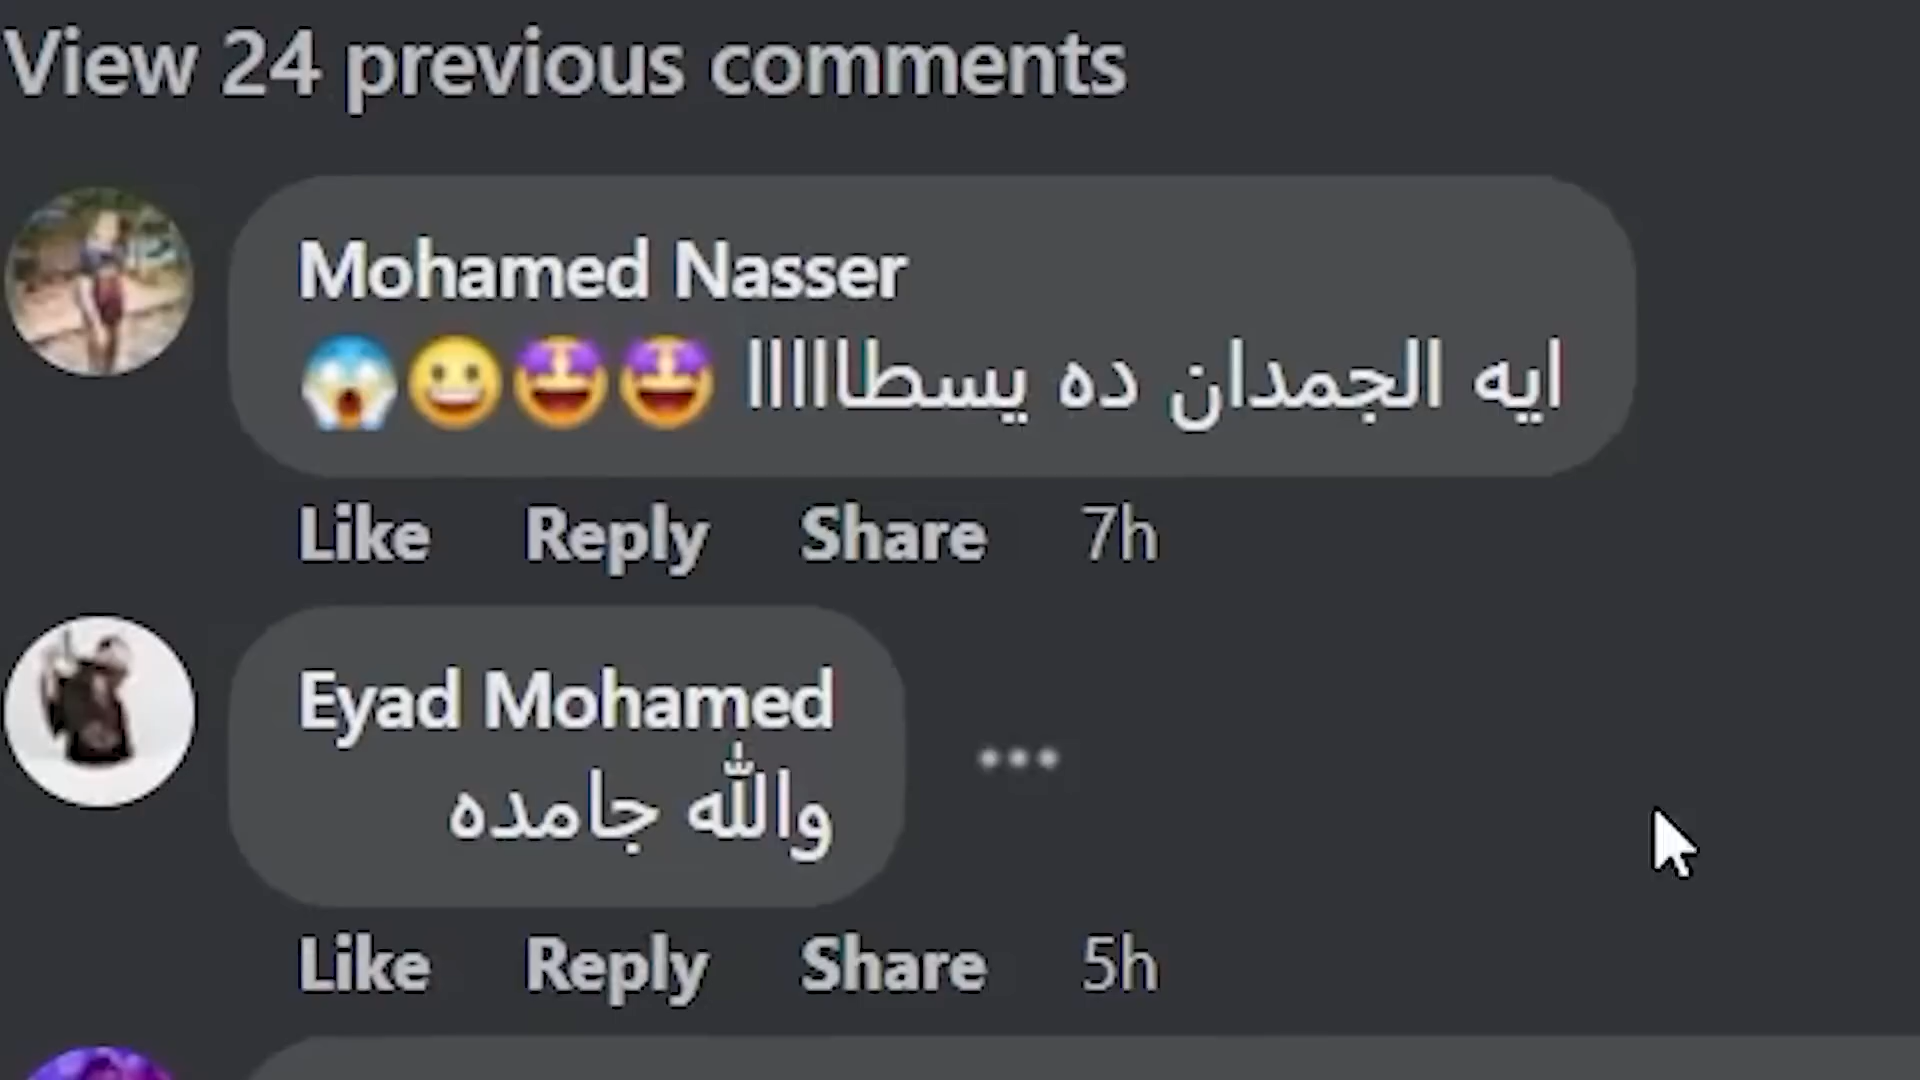 View 24 previous comments
Mohamed Nasser
ايه الجمدان ده يسطااااا 🤩🤩😀😱
Like Reply Share 7h
Eyad Mohamed
والله جامده
Like Reply Share 5h